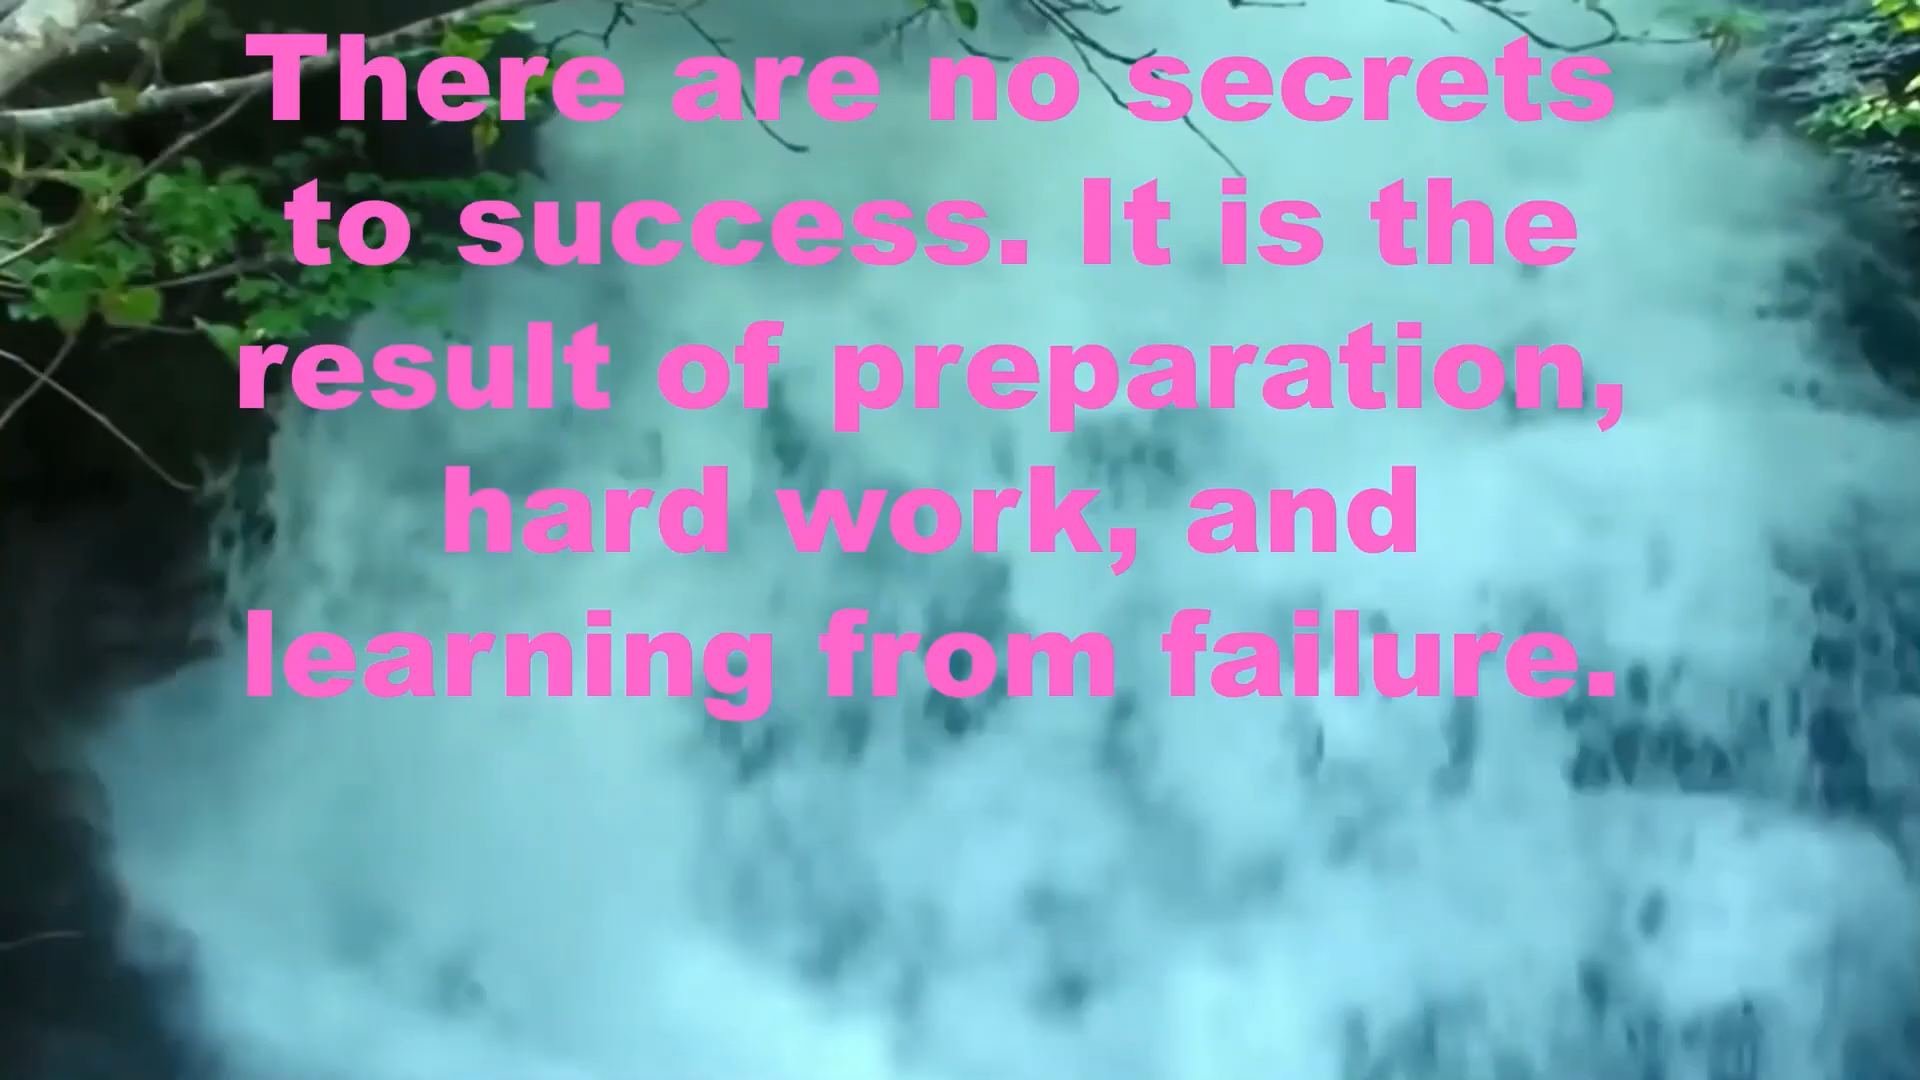 There are no secrets
to success. It is the
result of preparation,
hard work, and
learning from failure.